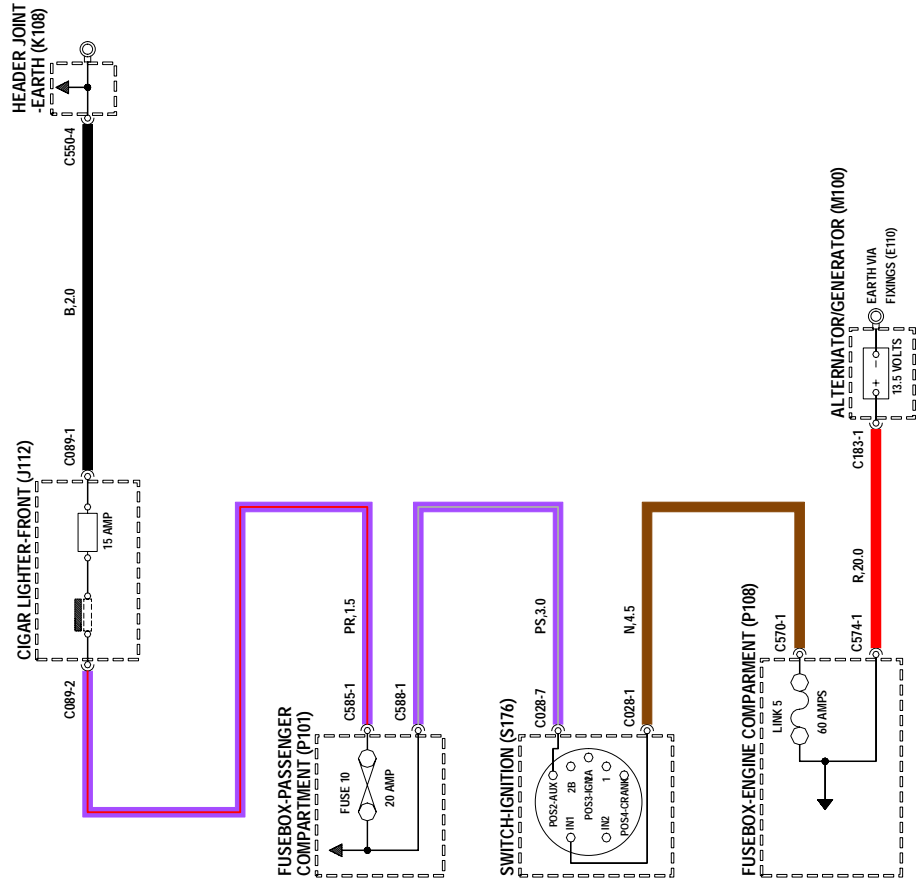 HEADER JOINT
-EARTH (K108)
C550-4
B,2.0
C089-1
CIGAR LIGHTER-FRONT (J112)
15 AMP
C089-2
PR,1.5
C585-1
FUSEBOX-PASSENGER
COMPARTMENT (P101)
FUSE 10
20 AMP
C588-1
PS,3.0
C028-7
SWITCH-IGNITION (S176)
POS2-AUX
2B
POS3-IGN
2A
1
POS4-CRANK
IN1
IN2
C028-1
N,4.5
C570-1
FUSEBOX-ENGINE COMPARTMENT (P108)
LINK 5
60 AMPS
C574-1
R,20.0
C183-1
ALTERNATOR/GENERATOR (M100)
+ -
13.5 VOLTS
EARTH VIA
FIXINGS (E110)